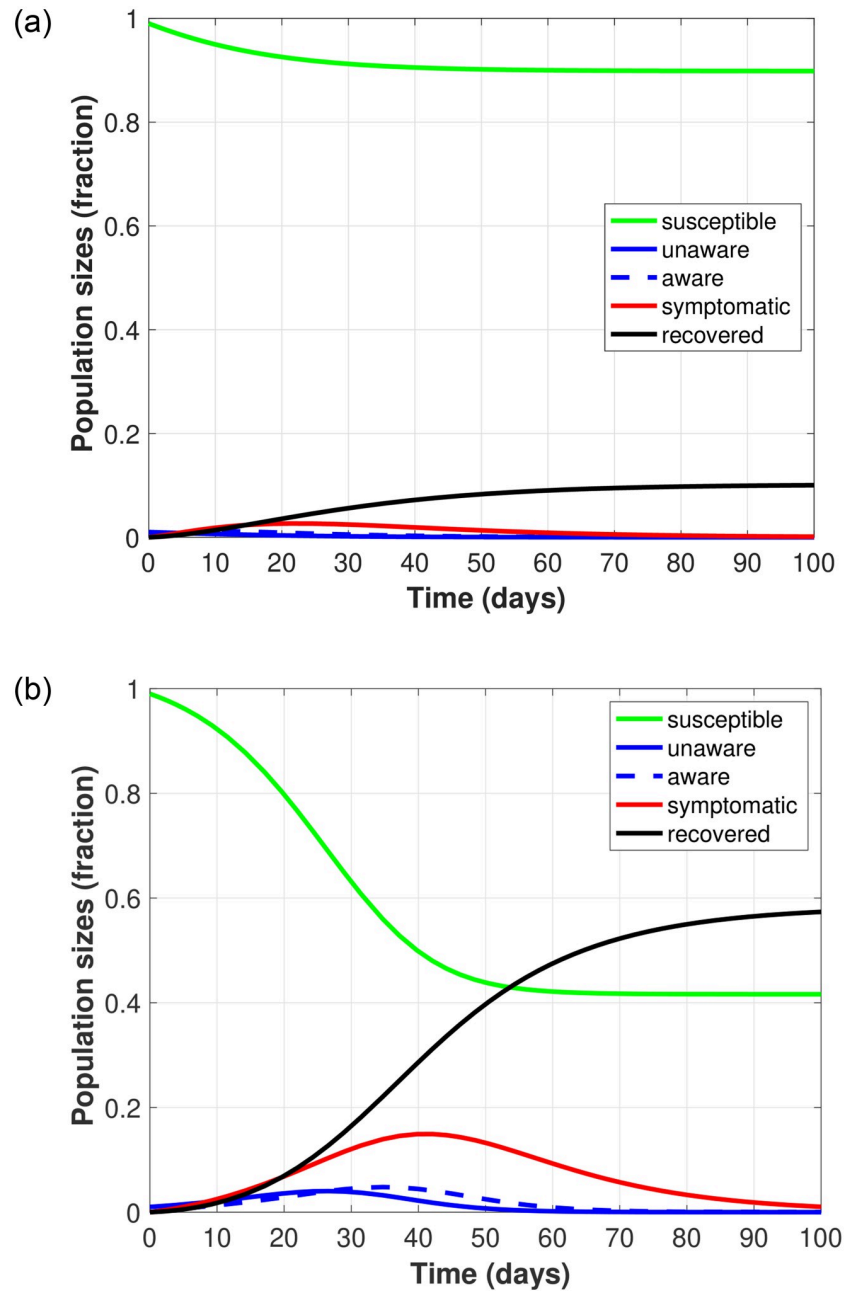 (a)
1
0.8
0.6
0.4
0.2
0
Population sizes (fraction)
susceptible
unaware
aware
symptomatic
recovered
0 10 20 30 40 50 60 70 80 90 100
Time (days)
(b)
1
0.8
0.6
0.4
0.2
0
Population sizes (fraction)
susceptible
unaware
aware
symptomatic
recovered
0 10 20 30 40 50 60 70 80 90 100
Time (days)